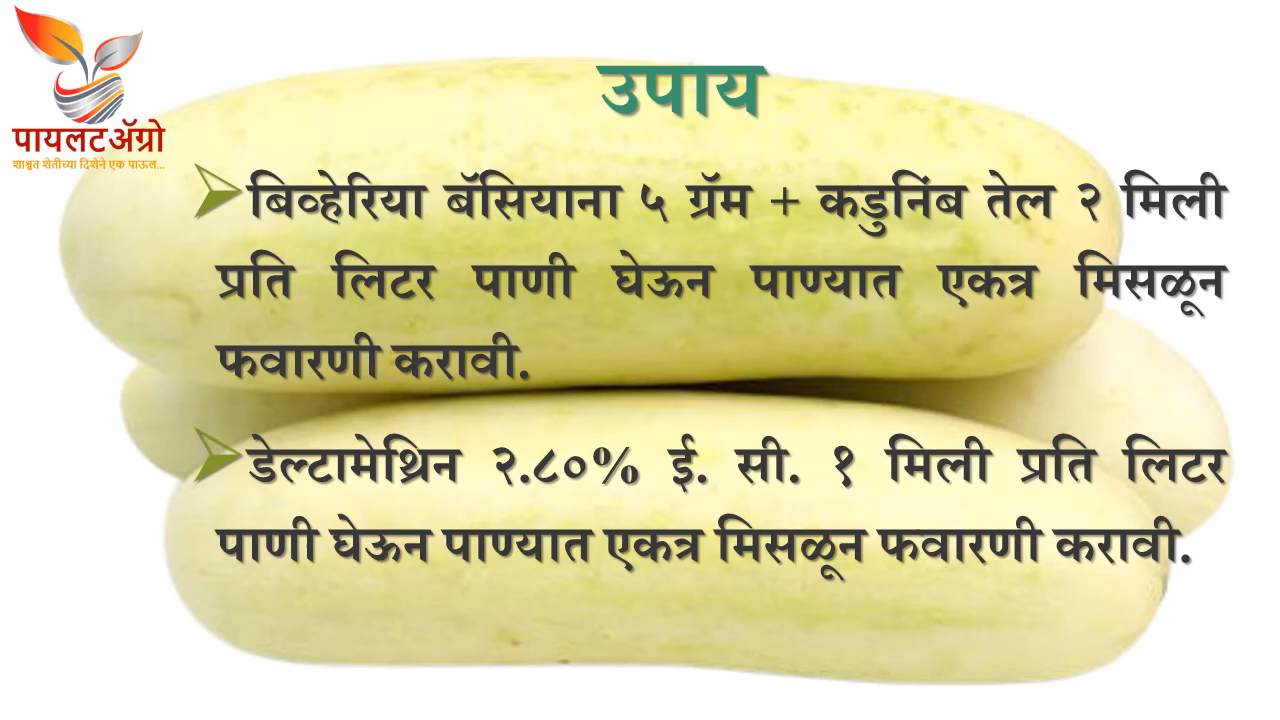 पायलटॲग्रो
शाश्वत शेतीच्या दिशेने एक पाऊल...
उपाय
बिव्हेरिया बॅसियाना ५ ग्रॅम + कडुनिंब तेल २ मिली
प्रति लिटर पाणी घेऊन पाण्यात एकत्र मिसळून
फवारणी करावी.
डेल्टामेथ्रिन २.८०% ई. सी. १ मिली प्रति लिटर
पाणी घेऊन पाण्यात एकत्र मिसळून फवारणी करावी.